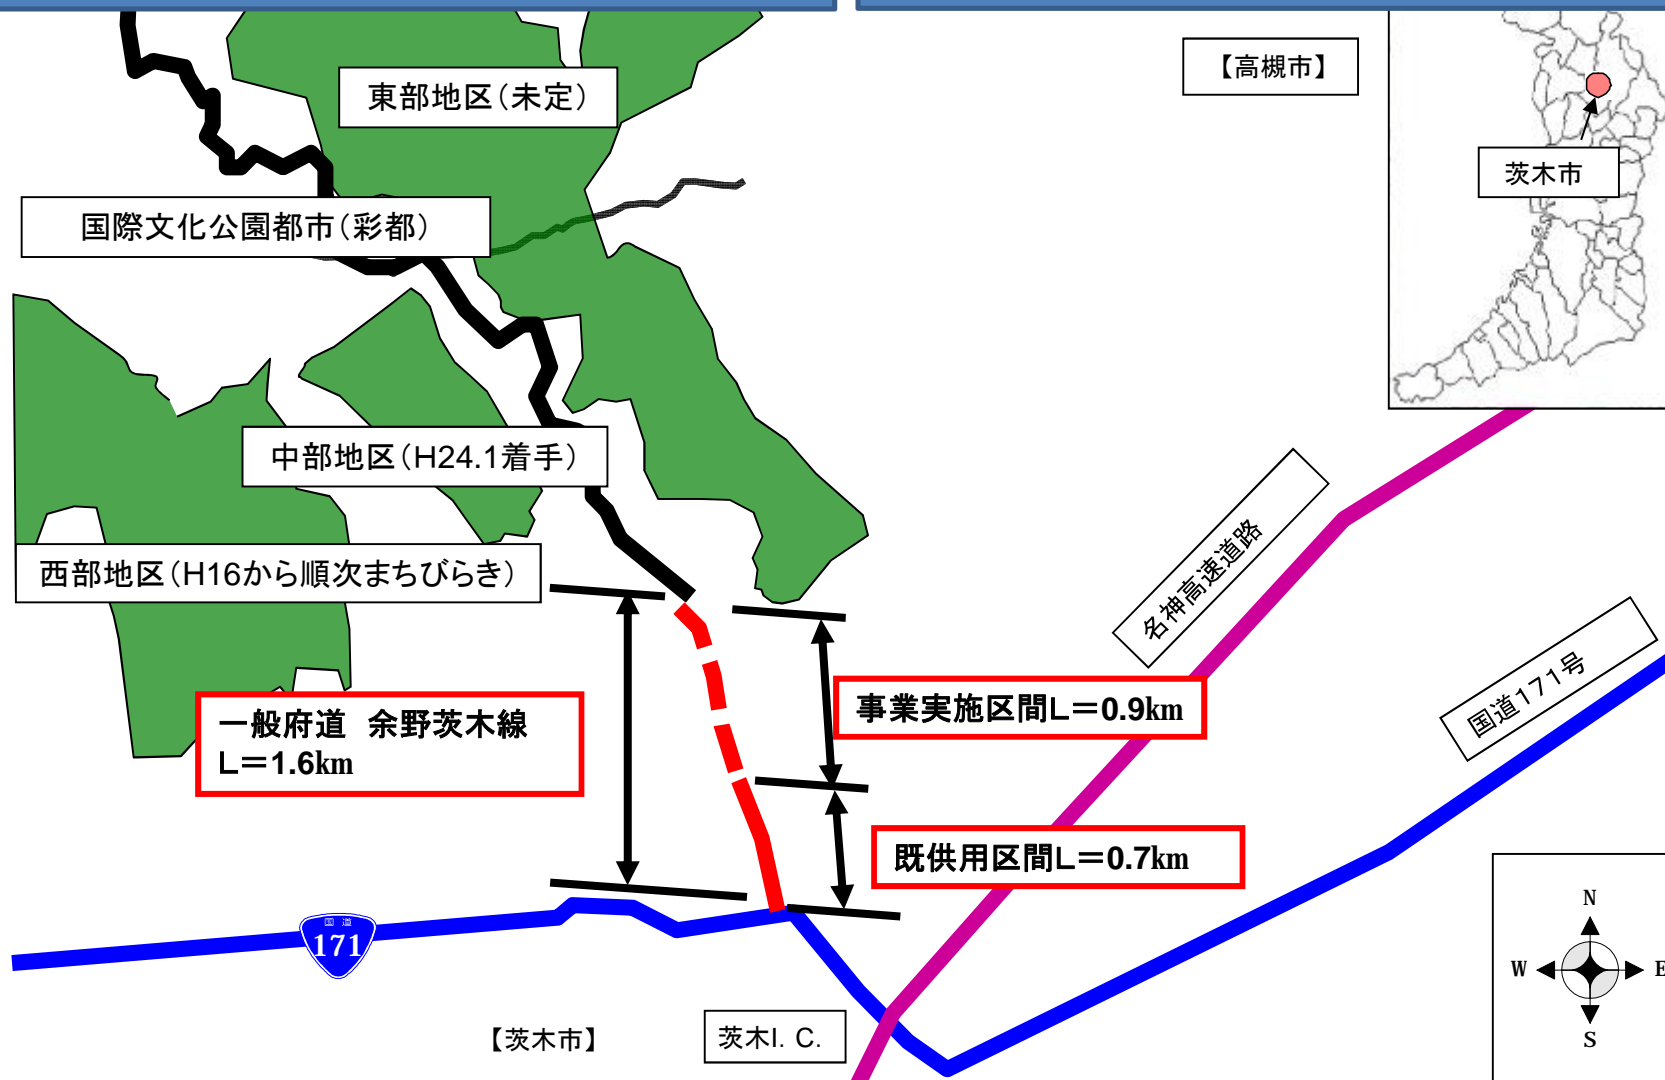 【高槻市】
東部地区（未定）
茨木市
国際文化公園都市（彩都）
中部地区（H24.1着手）
西部地区（H16から順次まちびらき）
名神高速道路
国道171号
一般府道　余野茨木線
L＝1.6km
事業実施区間L＝0.9km
既供用区間L＝0.7km
国道
171
【茨木市】
茨木I. C.
N
W
E
S